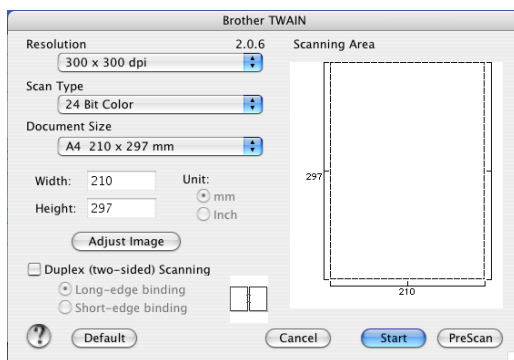 Brother TWAIN
Resolution 2.0.6
300 x 300 dpi
Scan Type
24 Bit Color
Document Size
A4 210 x 297 mm
Width: 210
Height: 297
Unit:
mm
Inch
Adjust Image
Duplex (two-sided) Scanning
Long-edge binding
Short-edge binding
Scanning Area
297
210
? Default Cancel Start PreScan